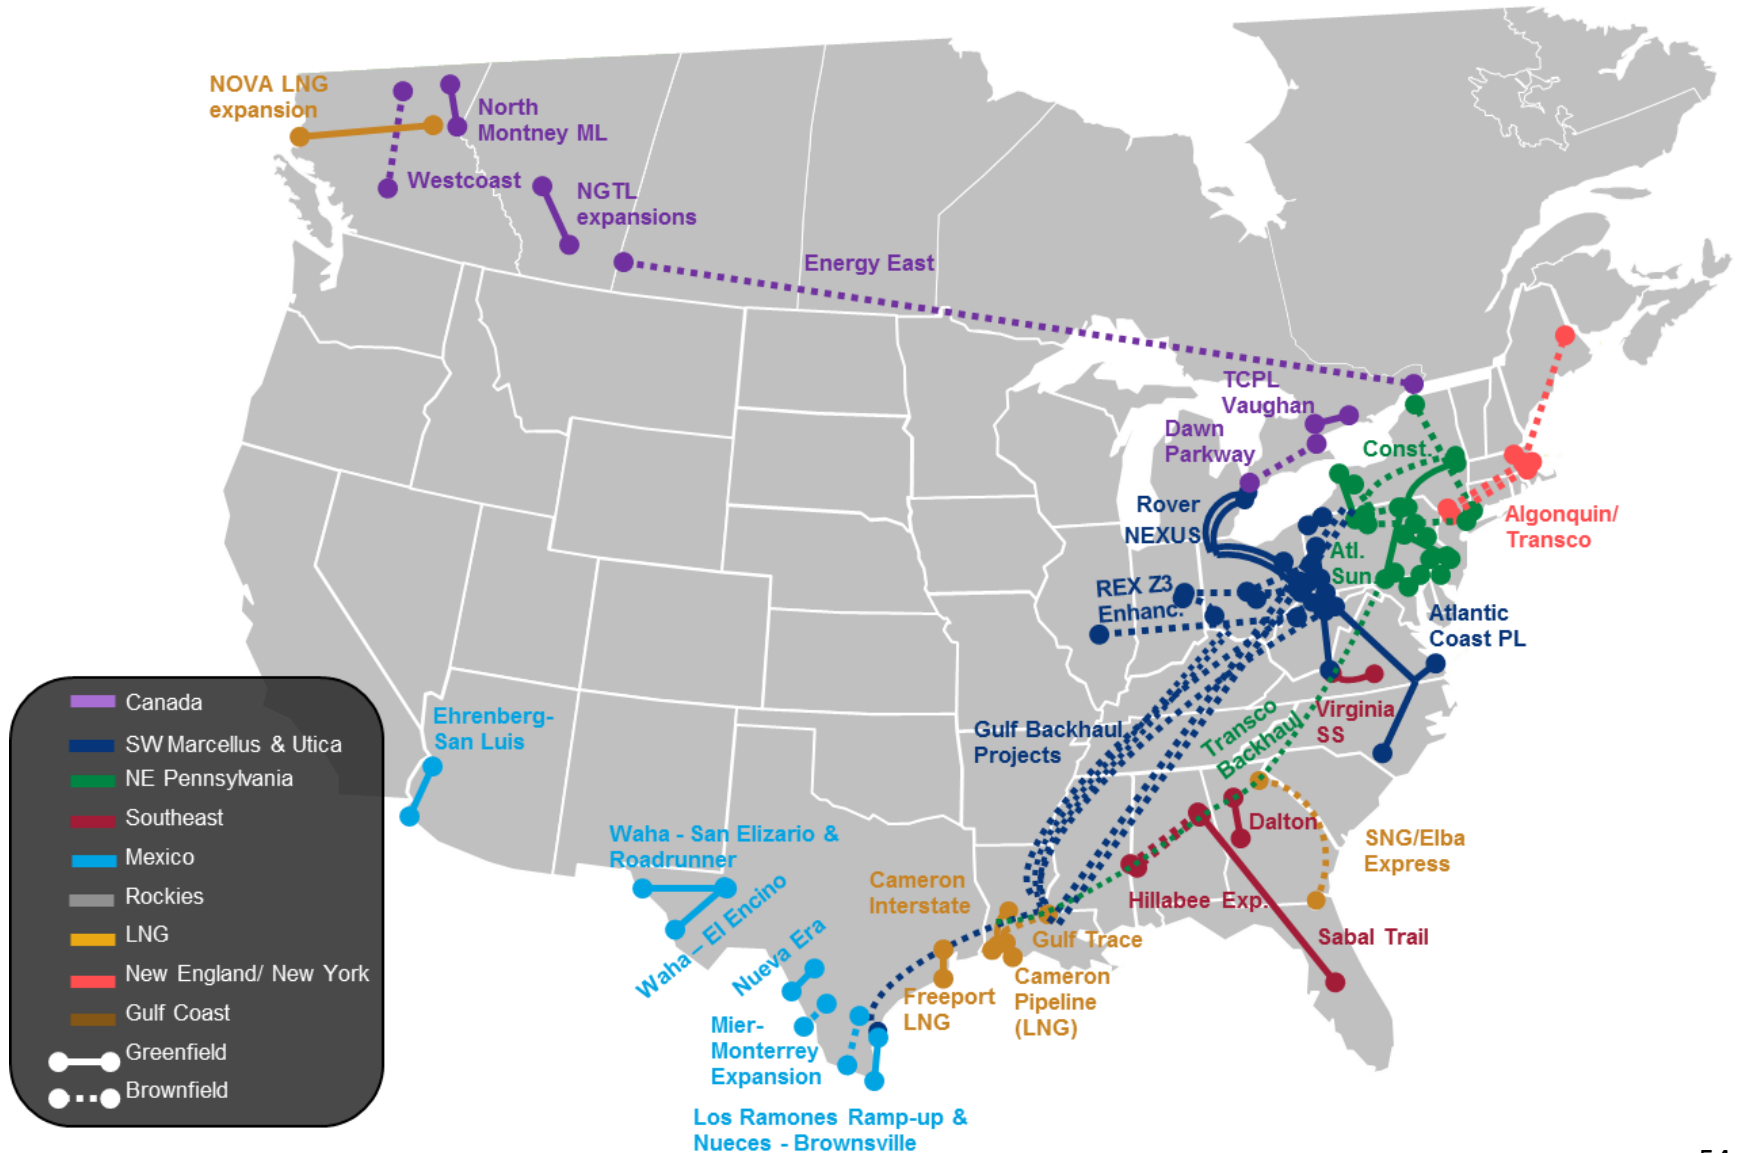 NOVA LNG
expansion
North
Montney ML
Westcoast
NGTL
expansions
Energy East
TCPL
Vaughan
Dawn
Parkway
Const.
Rover
NEXUS
Algonquin/
Transco
Atl.
Sun.
REX Z3
Enhanc.
Atlantic
Coast PL
Gulf Backhaul
Projects
Transco
Backhaul
Virginia
SS
Ehrenberg-
San Luis
Waha - San Elizario &
Roadrunner
Waha – El Encino
Nueva Era
Cameron
Interstate
Dalton
SNG/Elba
Express
Hillabee Exp.
Sabal Trail
Gulf Trace
Cameron
Pipeline
(LNG)
Freeport
LNG
Mier-
Monterrey
Expansion
Los Ramones Ramp-up &
Nueces - Brownsville
Canada
SW Marcellus & Utica
NE Pennsylvania
Southeast
Mexico
Rockies
LNG
New England/ New York
Gulf Coast
Greenfield
Brownfield